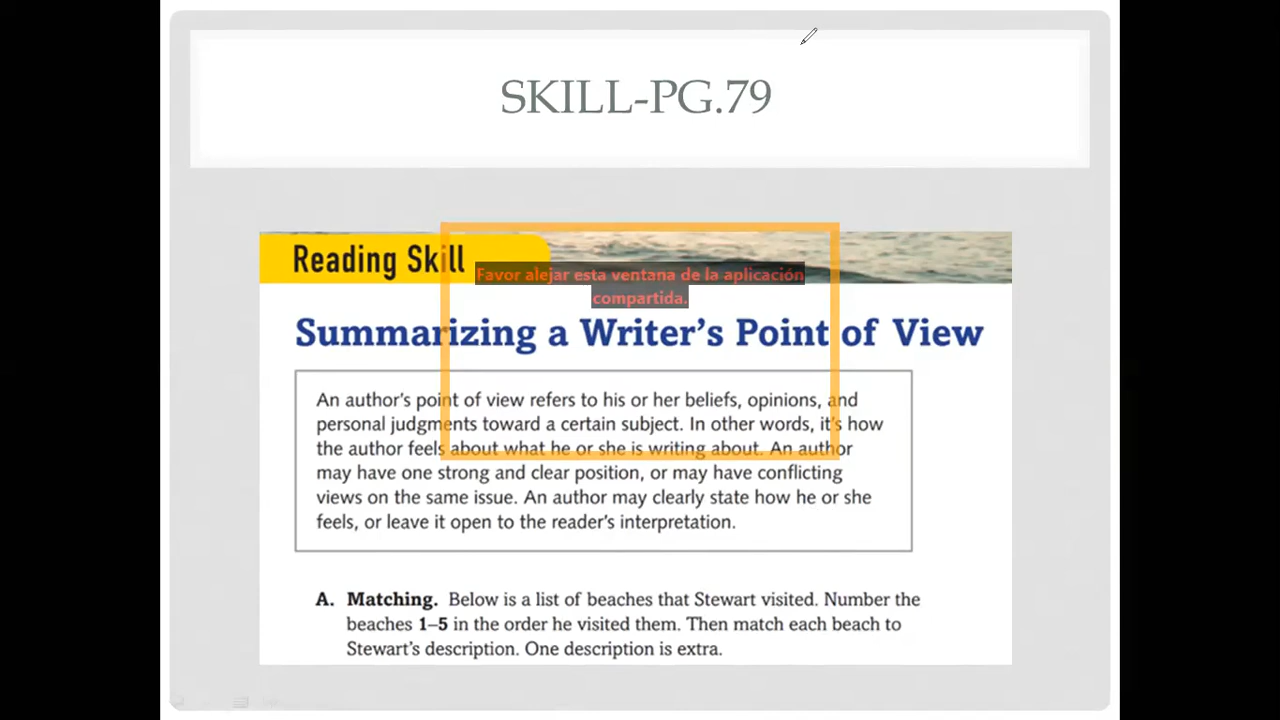 SKILL-PG.79
Reading Skill
Favor alejar esta ventana de la aplicación
compartida.
Summarizing a Writer's Point of View
An author's point of view refers to his or her beliefs, opinions, and
personal judgments toward a certain subject. In other words, it's how
the author feels about what he or she is writing about. An author
may have one strong and clear position, or may have conflicting
views on the same issue. An author may clearly state how he or she
feels, or leave it open to the reader's interpretation.
A. Matching. Below is a list of beaches that Stewart visited. Number the
beaches 1–5 in the order he visited them. Then match each beach to
Stewart's description. One description is extra.